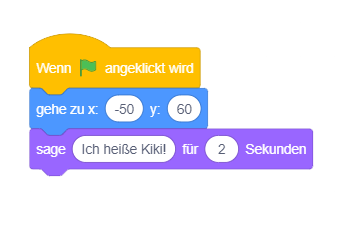 Wenn angeklickt wird
gehe zu x: -50 y: 60
sage Ich heiße Kiki! für 2 Sekunden